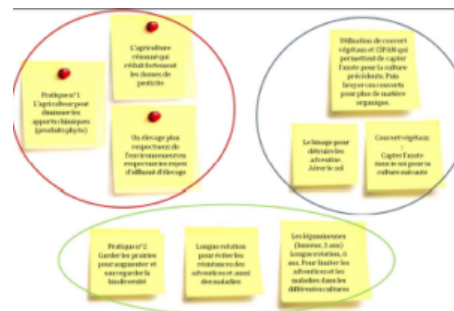 L'agriculture
raisonné qui
réduit fortement
les doses de
pesticide
Pratique n°1
L'agriculteur peut
diminuer les
apports chimiques
(produits phyto)
Un élevage plus
respectueux de
l'environnement en
respectant les
d'effluent d'élevage
Utilisation de couvert
végétaux et CIPAN qui
permettent de capter
l'azote pour la culture
précédente. Puis
broyer ces couverts
pour plus de matière
organique.
Le binage pour
détruire les
adventise.
Aérer le sol
Couvert végétaux
:
Capter l'azote
dans le sol pour la
culture suivante
Pratique n°2
Garder les prairies
pour augmenter et
sauvegarder la
biodiversité
Longue rotation
pour éviter les
résistances des
adventices et aussi
des maladies
Les légumineuses
(luzerne, 3 ans)
Longue rotation, 6
ans. Pour limiter les
adventices et les
maladies dans les
différentes cultures